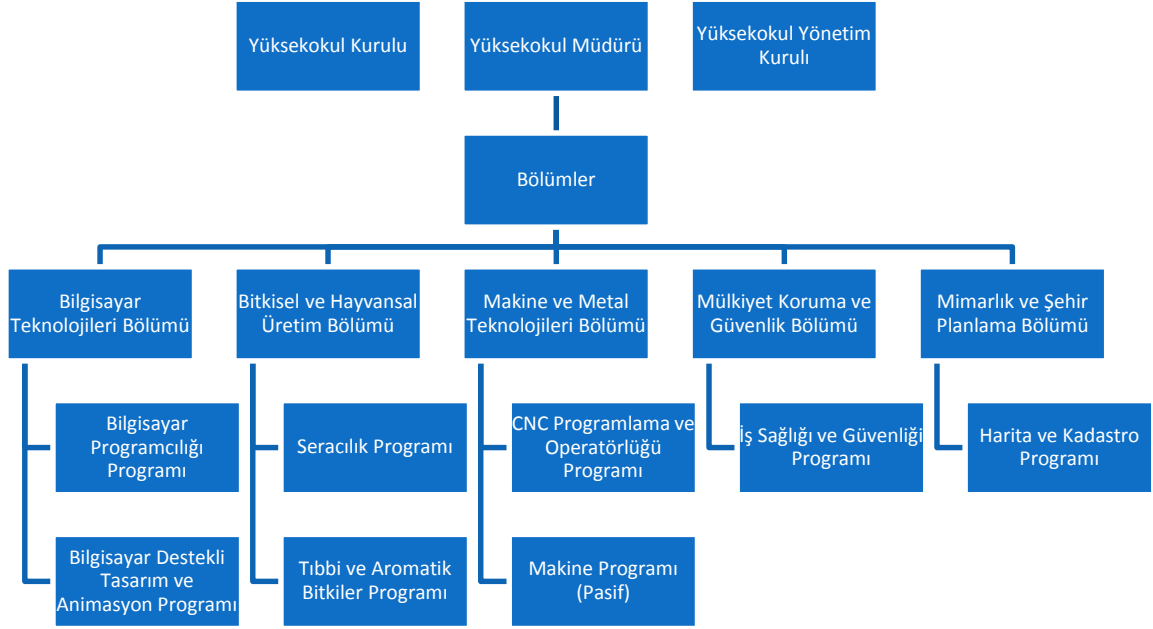 Yüksekokul Kurulu
Yüksekokul Müdürü
Yüksekokul Yönetim
Kurulı
Bölümler
Bilgisayar
Teknolojileri Bölümü
Bitkisel ve Hayvansal
Üretim Bölümü
Makine ve Metal
Teknolojileri Bölümü
Mülkiyet Koruma ve
Güvenlik Bölümü
Mimarlık ve Şehir
Planlama Bölümü
Bilgisayar
Programcılığı
Programı
Seracılık Programı
CNC Programlama ve
Operatörlüğü
Programı
İş Sağlığı ve Güvenliği
Programı
Harita ve Kadastro
Programı
Bilgisayar Destekli
Tasarım ve
Animasyon Programı
Tıbbi ve Aromatik
Bitkiler Programı
Makine Programı
(Pasif)